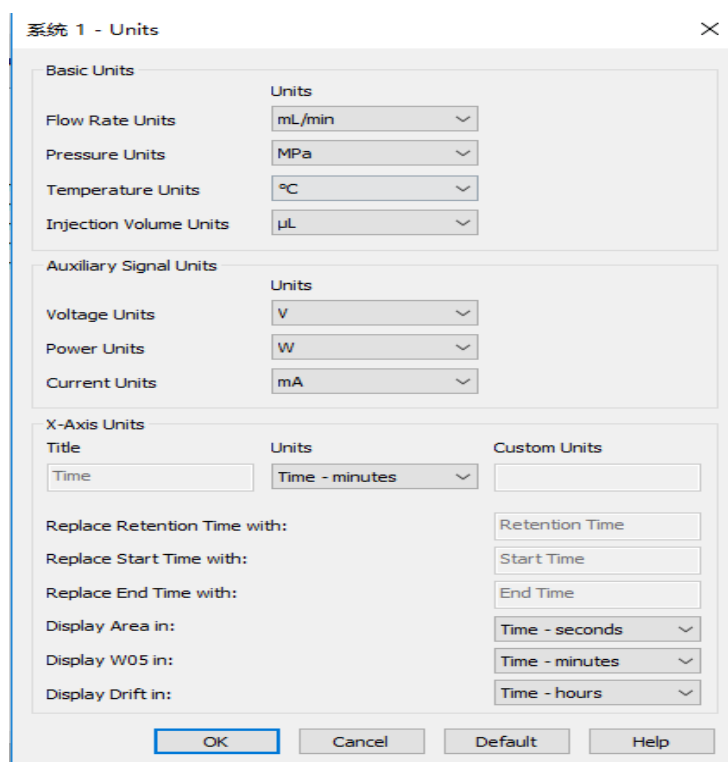 系统 1 - Units
Basic Units
Units
Flow Rate Units mL/min
Pressure Units MPa
Temperature Units °C
Injection Volume Units µL
Auxiliary Signal Units
Units
Voltage Units V
Power Units W
Current Units mA
X-Axis Units
Title Units Custom Units
Time Time - minutes
Replace Retention Time with: Retention Time
Replace Start Time with: Start Time
Replace End Time with: End Time
Display Area in: Time - seconds
Display W05 in: Time - minutes
Display Drift in: Time - hours
OK Cancel Default Help